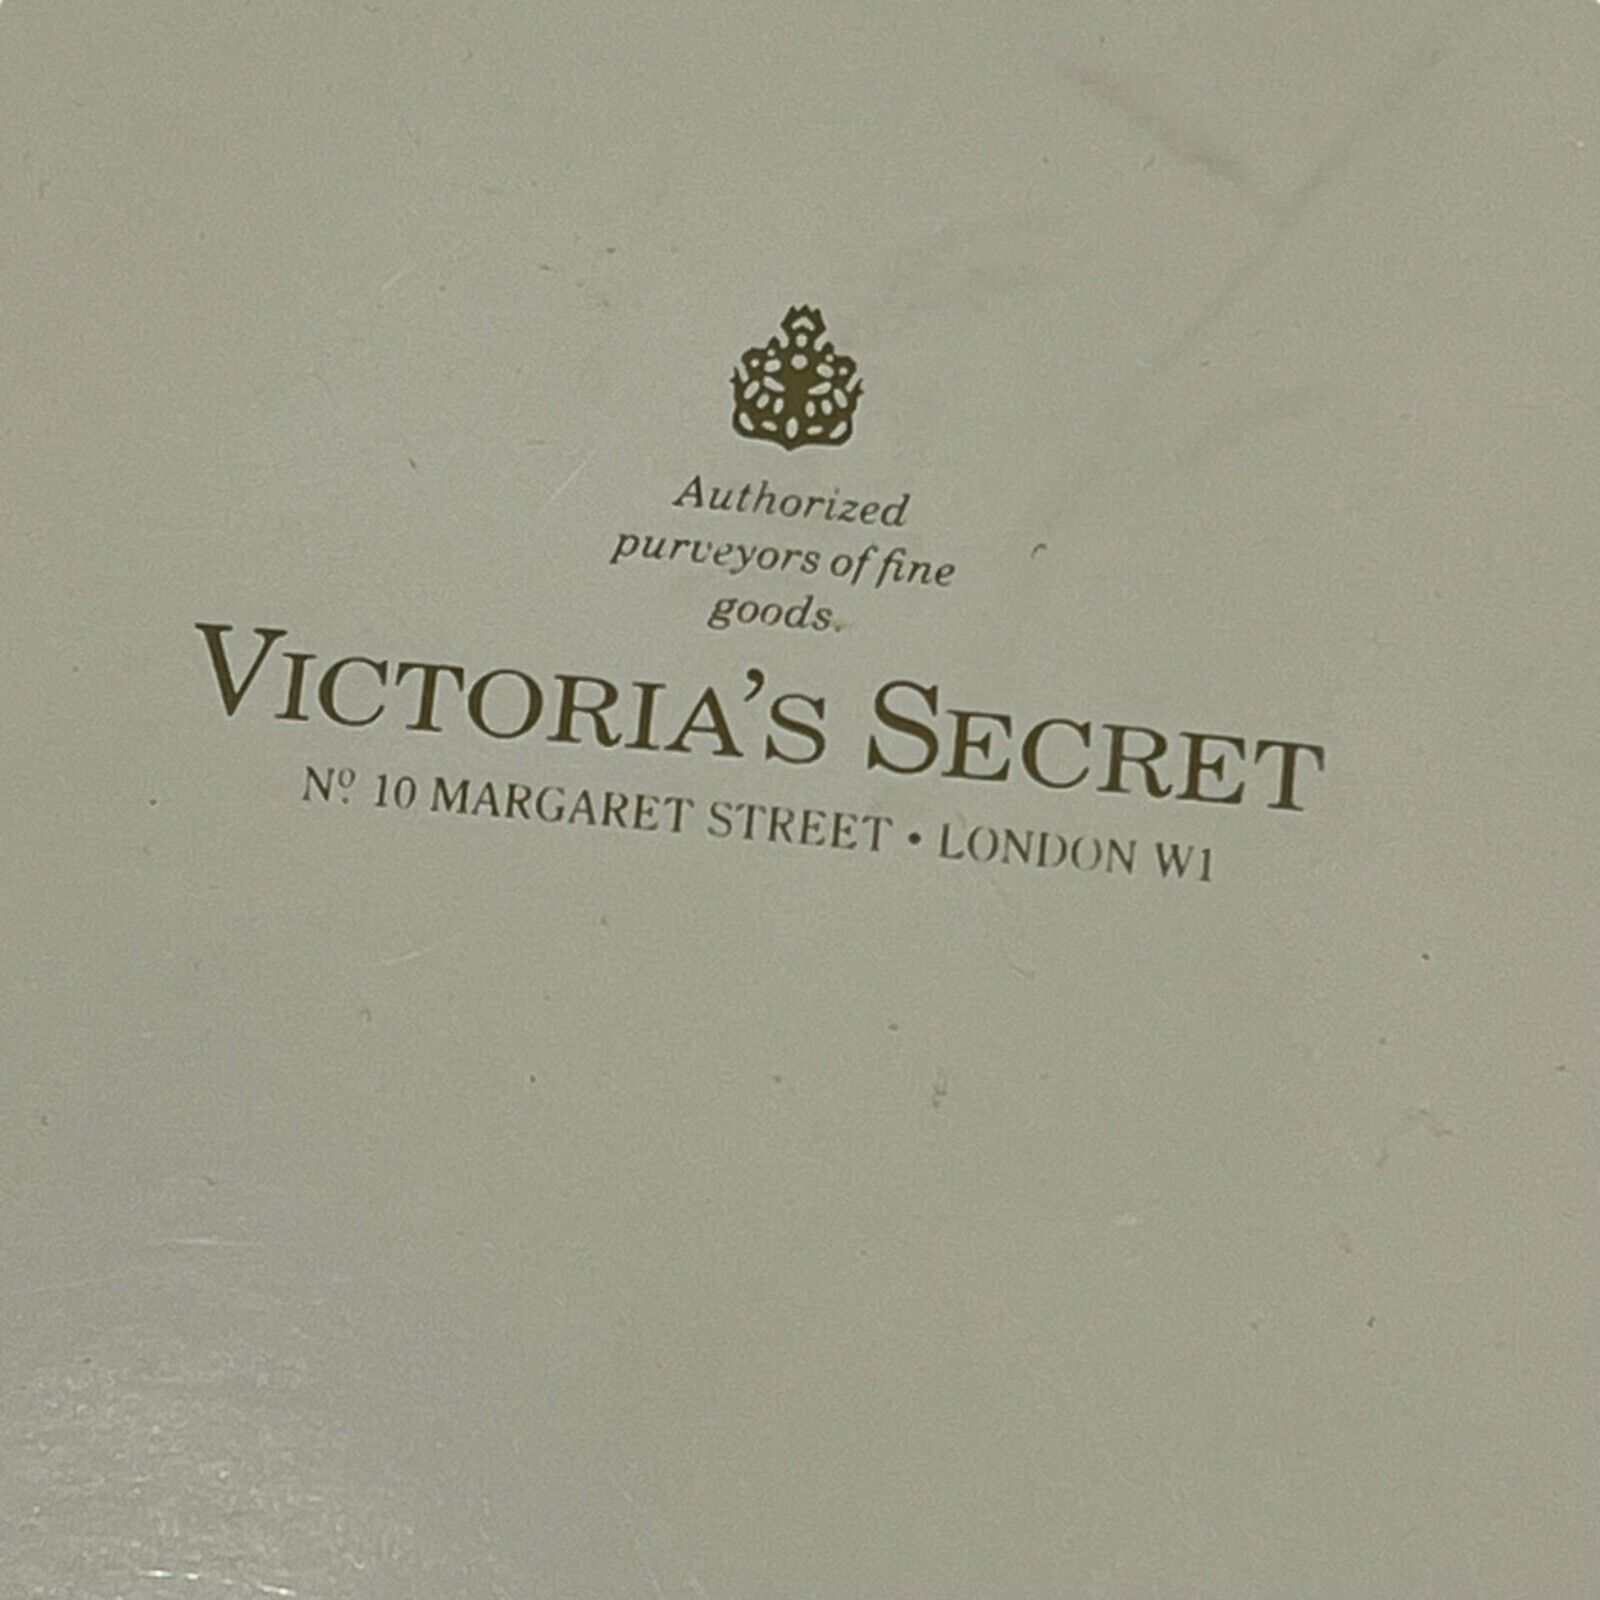 Authorized
purveyors of fine
goods.
VICTORIA'S SECRET
Nº 10 MARGARET STREET • LONDON W1